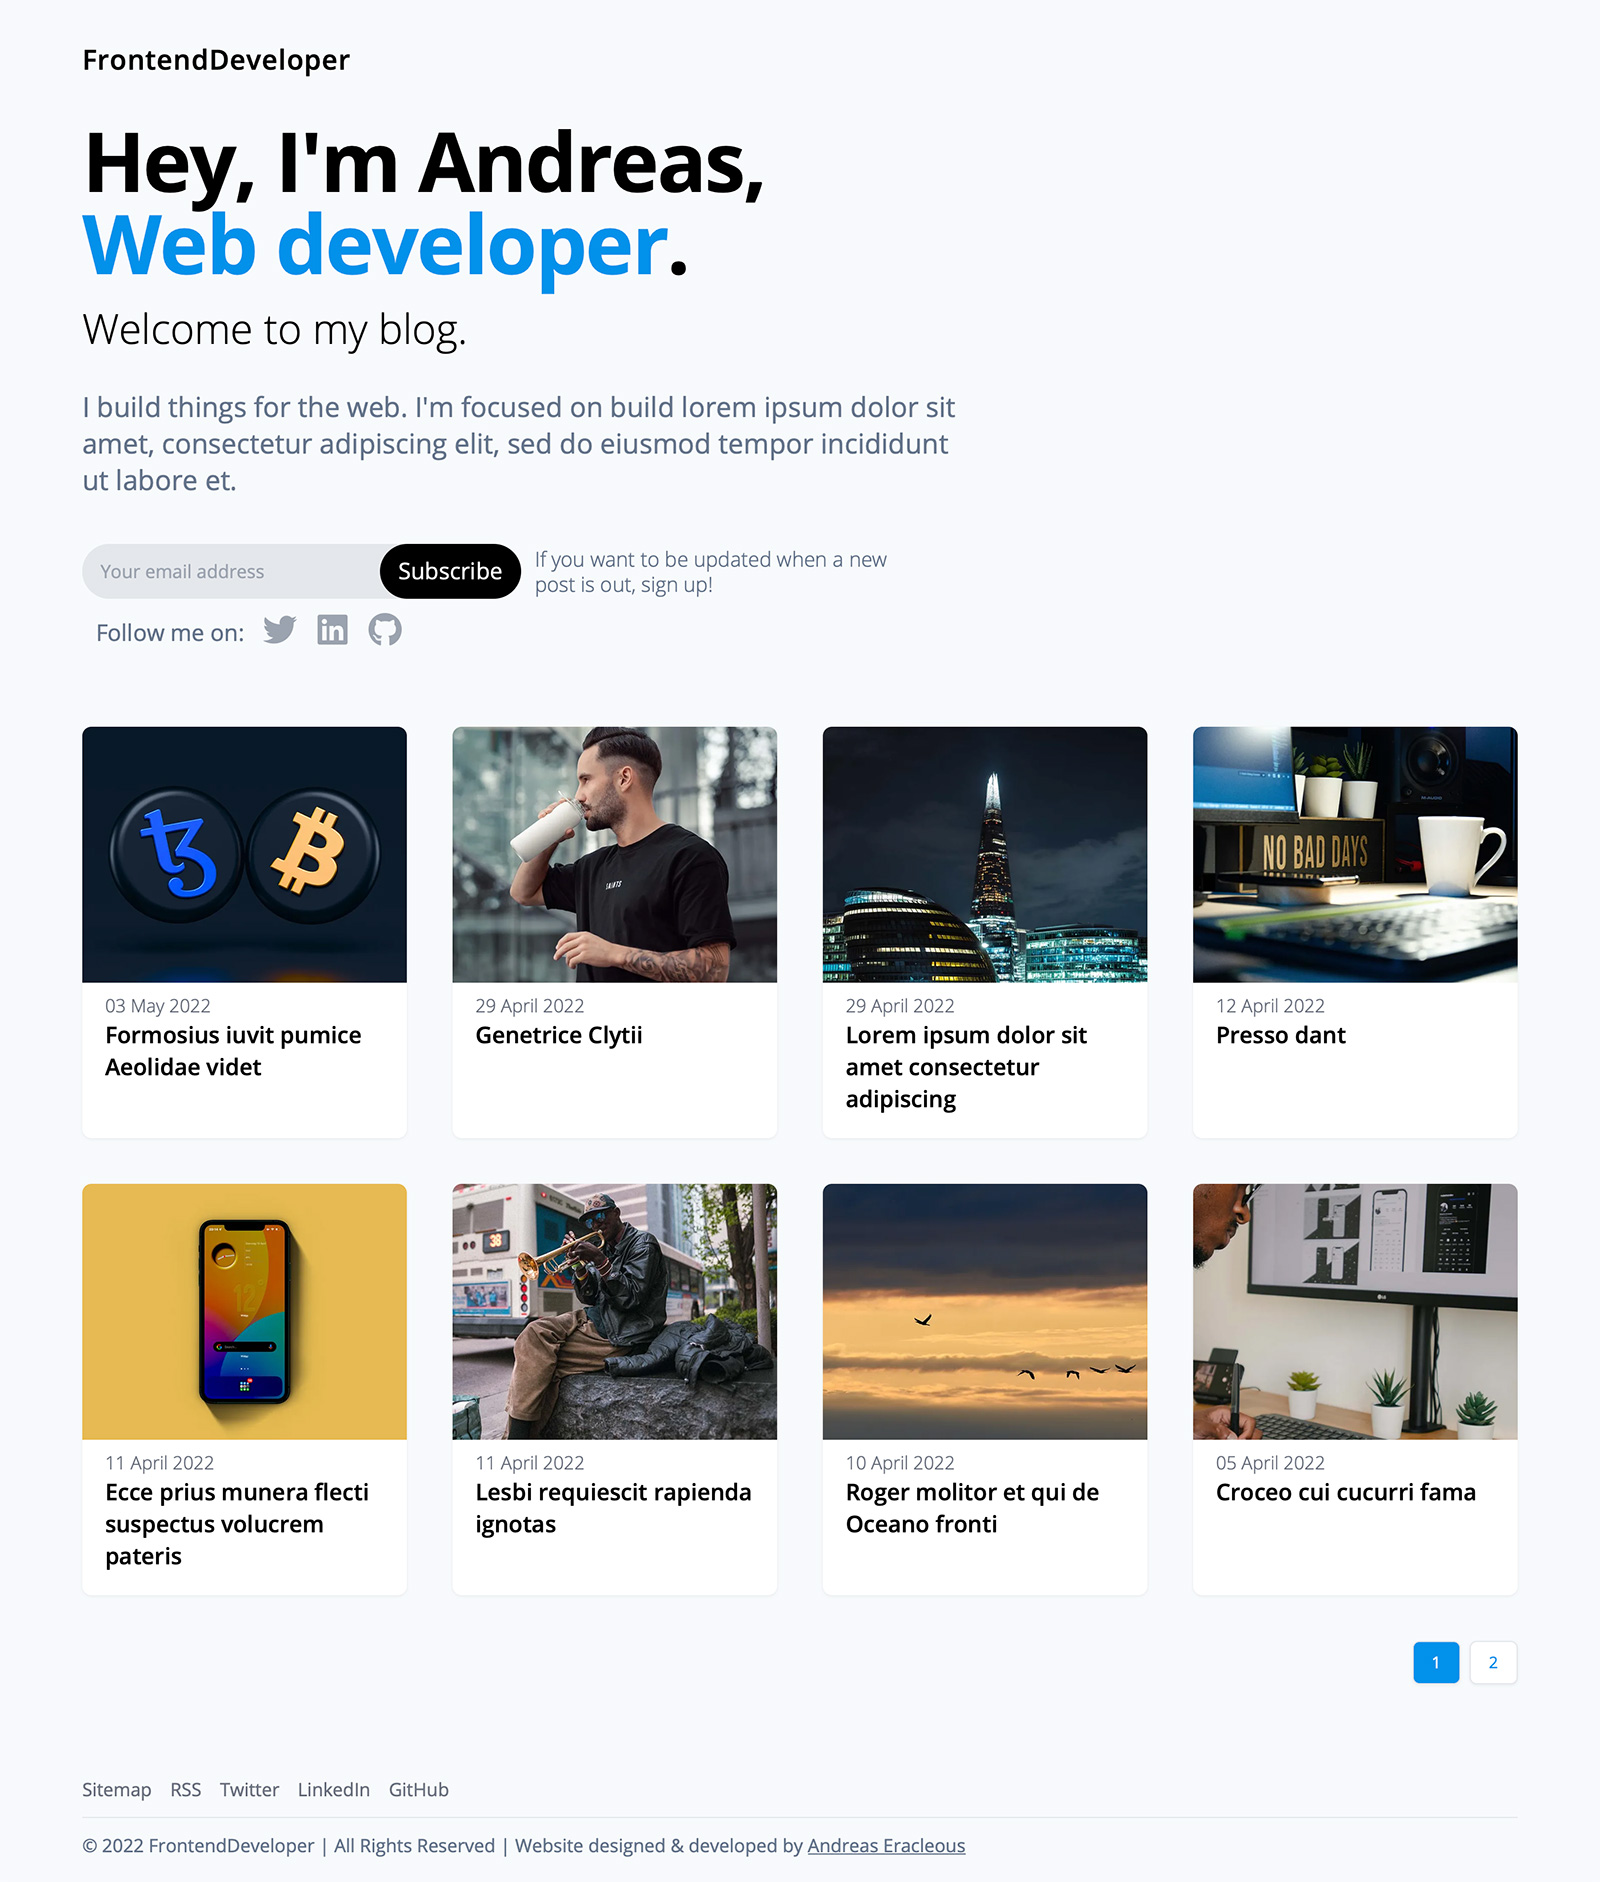 FrontendDeveloper
Hey, I'm Andreas,
Web developer.
Welcome to my blog.
I build things for the web. I'm focused on build lorem ipsum dolor sit
amet, consectetur adipiscing elit, sed do eiusmod tempor incididunt
ut labore et.
Your email address
Subscribe
If you want to be updated when a new
post is out, sign up!
Follow me on:
SAINTS
NO BAD DAYS
M-AUDIO
03 May 2022
Formosius iuvit pumice
Aeolidae videt
29 April 2022
Genetrice Clytii
29 April 2022
Lorem ipsum dolor sit
amet consectetur
adipiscing
12 April 2022
Presso dant
12
38
LG
11 April 2022
Ecce prius munera flecti
suspectus volucrem
pateris
11 April 2022
Lesbi requiescit rapienda
ignotas
10 April 2022
Roger molitor et qui de
Oceano fronti
05 April 2022
Croceo cui cucurri fama
1
2
Sitemap RSS Twitter LinkedIn GitHub
© 2022 FrontendDeveloper | All Rights Reserved | Website designed & developed by Andreas Eracleous